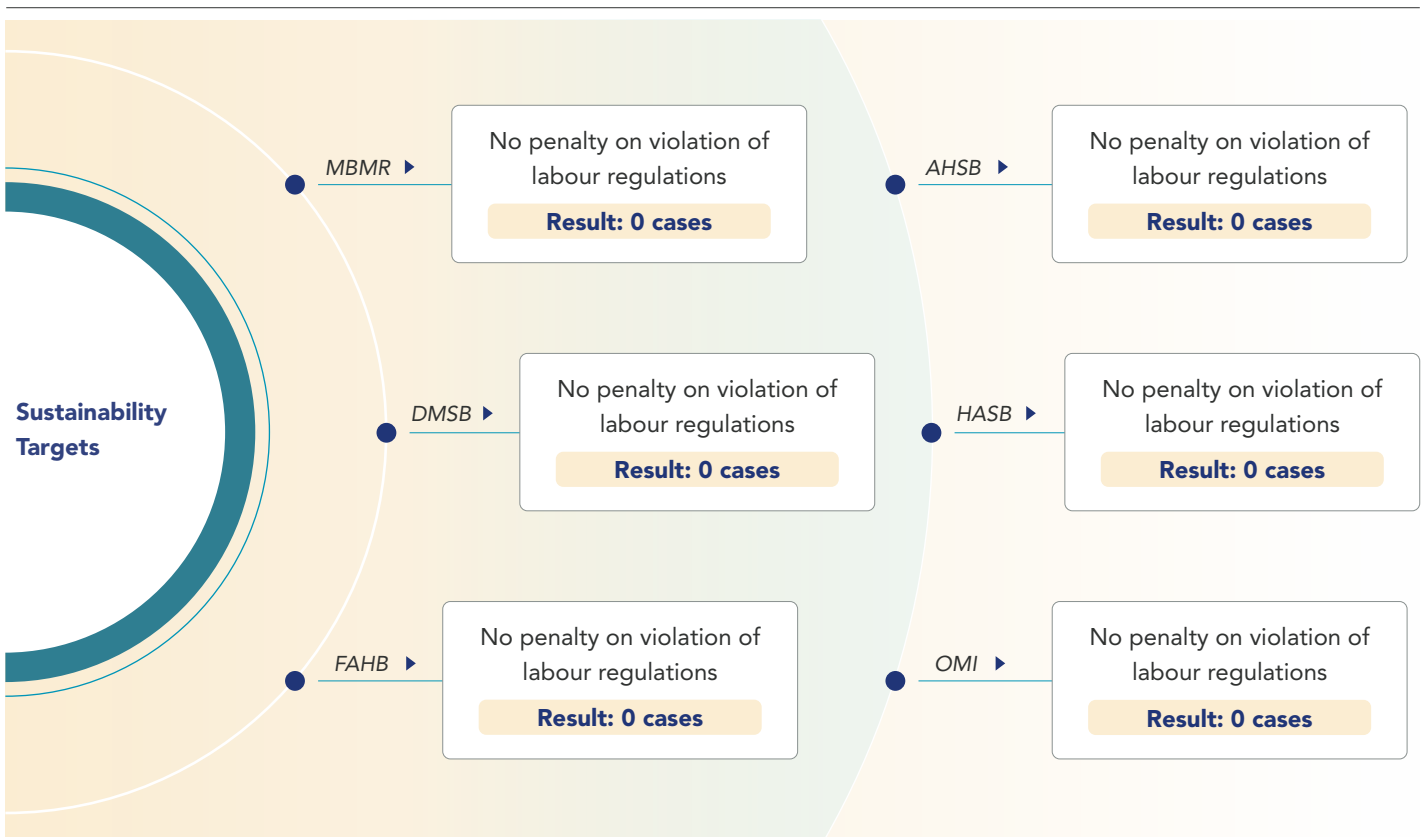 Sustainability
Targets
MBMR
No penalty on violation of
labour regulations
Result: 0 cases
DMSB
No penalty on violation of
labour regulations
Result: 0 cases
FAHB
No penalty on violation of
labour regulations
Result: 0 cases
AHSB
No penalty on violation of
labour regulations
Result: 0 cases
HASB
No penalty on violation of
labour regulations
Result: 0 cases
OMI
No penalty on violation of
labour regulations
Result: 0 cases